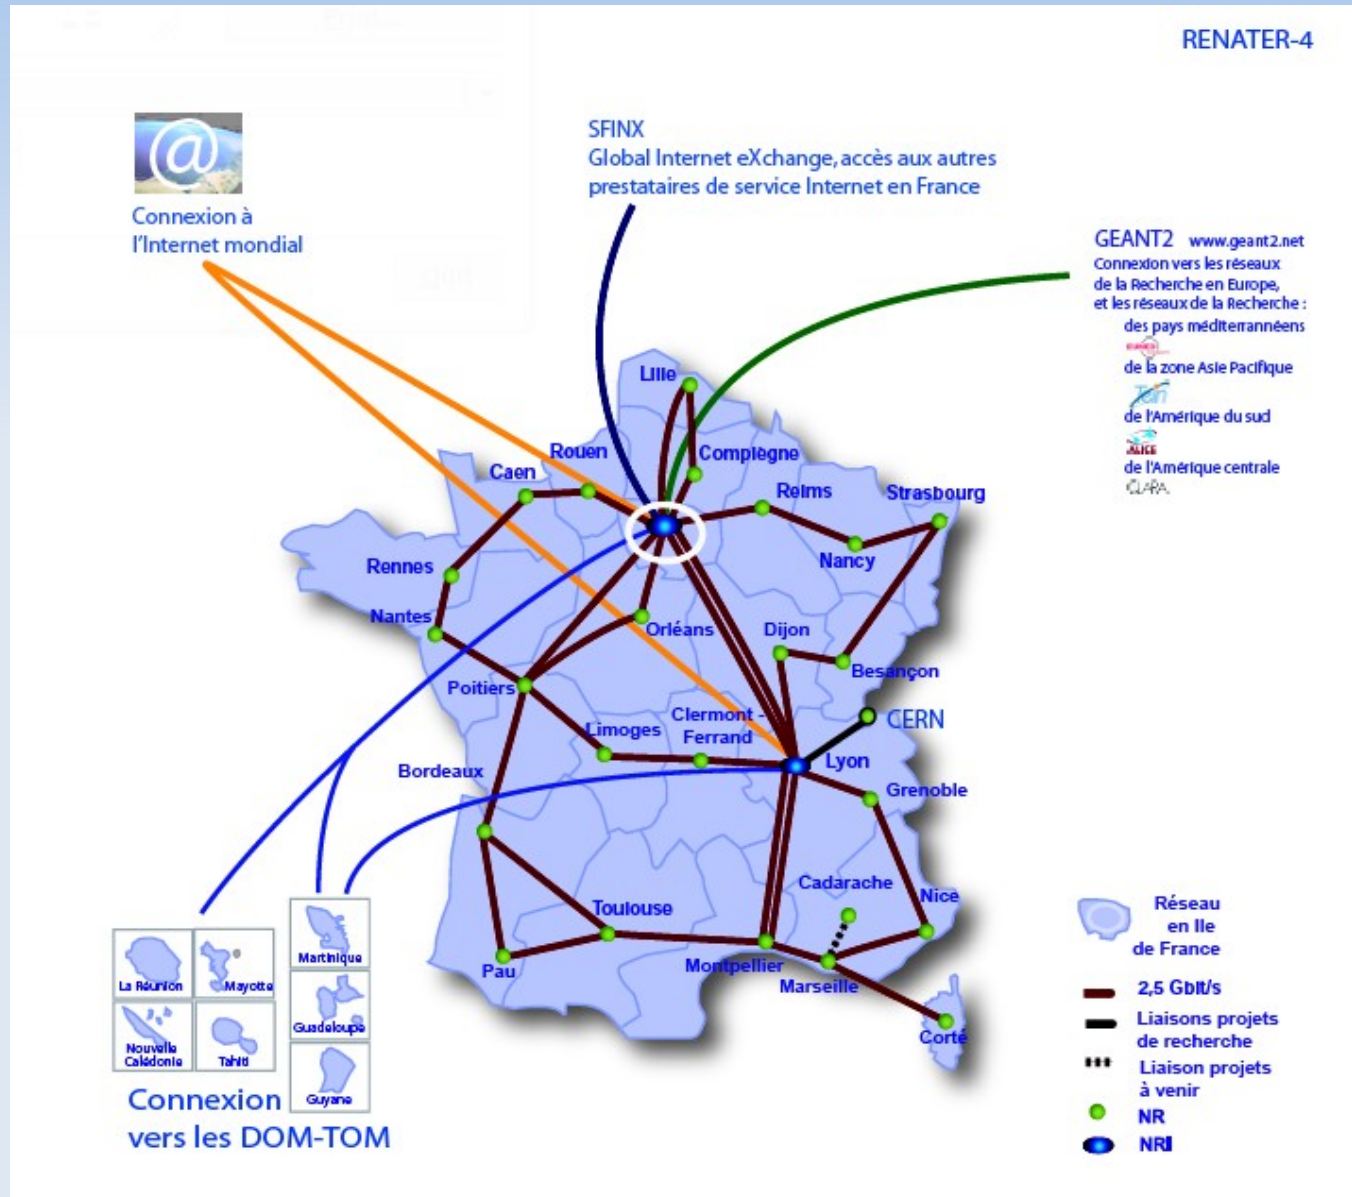 RENATER-4
@
Connexion à
l'Internet mondial
SFINX
Global Internet eXchange, accès aux autres
prestataires de service Internet en France
GEANT2 www.geant2.net
Connexion vers les réseaux
de la Recherche en Europe,
et les réseaux de la Recherche :
des pays méditerrannéens
de la zone Asie Pacifique
de l'Amérique du sud
ALICE
de l'Amérique centrale
CLARA
Lille
Rouen
Compiègne
Caen
Reims
Strasbourg
Nancy
Rennes
Nantes
Orléans
Dijon
Besançon
Poitiers
CERN
Limoges
Clermont -
Ferrand
Bordeaux
Lyon
Grenoble
Cadarache
Nice
Toulouse
Pau
Montpellier
Marseille
Corté
La Réunion
Mayotte
Martinique
Nouvelle
Calédonie
Tahiti
Guadeloupe
Guyane
Connexion
vers les DOM-TOM
Réseau
en Ile
de France
2,5 Gbit/s
Liaisons projets
de recherche
Liaison projets
à venir
NR
NRI